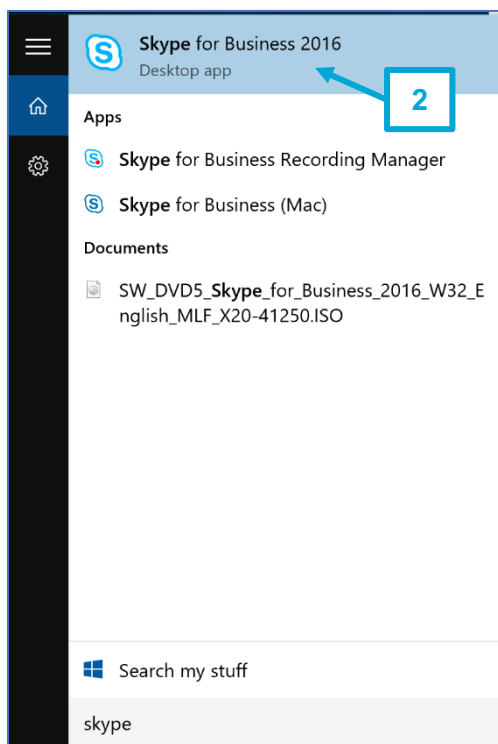 Skype for Business 2016
Desktop app
2
Apps
Skype for Business Recording Manager
Skype for Business (Mac)
Documents
SW_DVD5_Skype_for_Business_2016_W32_E
nglish_MLF_X20-41250.ISO
Search my stuff
skype